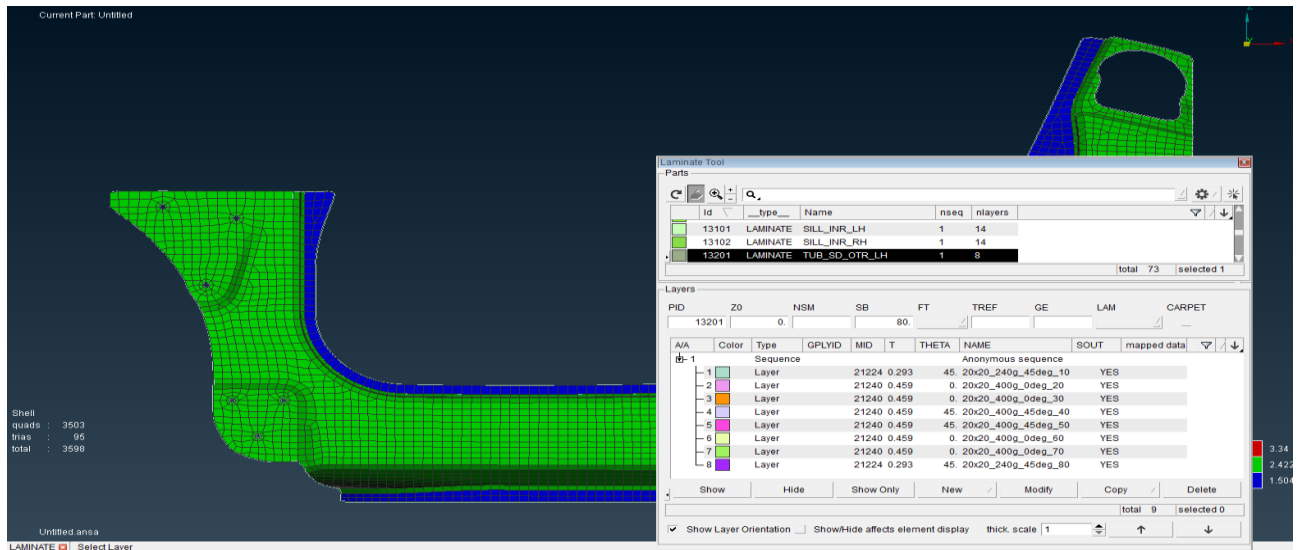 Current Part: Untitled
Z
Laminate Tool
Parts
Id __type__ Name nseq nlayers
13101 LAMINATE SILL_INR_LH 1 14
13102 LAMINATE SILL_INR_RH 1 14
13201 LAMINATE TUB_SD_OTR_LH 1 8
total 73 selected 1
Layers
PID Z0 NSM SB FT TREF GE LAM CARPET
13201 0. 80.
A/A Color Type GPLYID MID T THETA NAME SOUT mapped data
1 Sequence Anonymous sequence
1 Layer 21224 0.293 45. 20x20_240g_45deg_10 YES
2 Layer 21240 0.459 0. 20x20_400g_0deg_20 YES
3 Layer 21240 0.459 0. 20x20_400g_0deg_30 YES
4 Layer 21240 0.459 45. 20x20_400g_45deg_40 YES
5 Layer 21240 0.459 45. 20x20_400g_45deg_50 YES
6 Layer 21240 0.459 0. 20x20_400g_0deg_60 YES
7 Layer 21240 0.459 0. 20x20_400g_0deg_70 YES
8 Layer 21224 0.293 45. 20x20_240g_45deg_80 YES
Show Hide Show Only New Modify Copy Delete
total 9 selected 0
Show Layer Orientation Show/Hide affects element display thick. scale 1
Shell
quads : 3503
trias : 95
total : 3598
3.34
2.422
1.504
Untitled.ansa
LAMINATE Select Layer